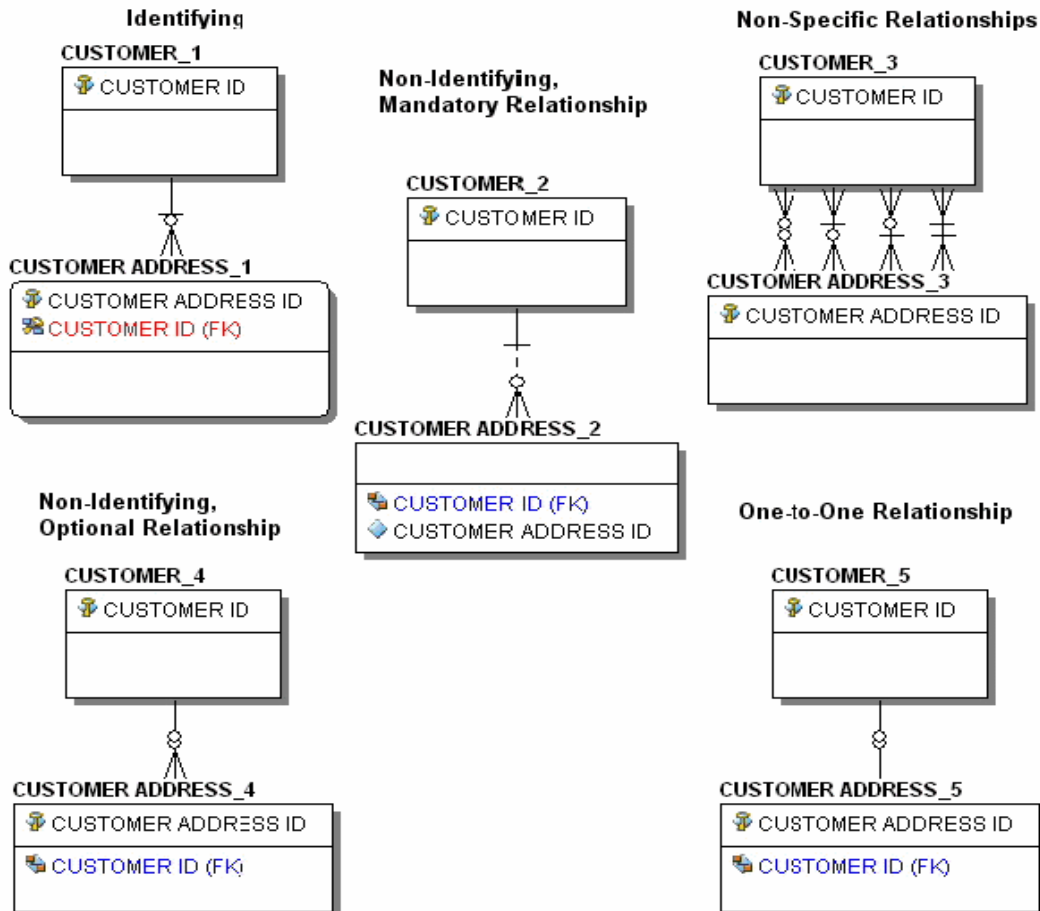 Identifying
CUSTOMER_1
CUSTOMER ID
CUSTOMER ADDRESS_1
CUSTOMER ADDRESS ID
CUSTOMER ID (FK)
Non-Identifying,
Mandatory Relationship
CUSTOMER_2
CUSTOMER ID
CUSTOMER ADDRESS_2
CUSTOMER ID (FK)
CUSTOMER ADDRESS ID
Non-Specific Relationships
CUSTOMER_3
CUSTOMER ID
CUSTOMER ADDRESS_3
CUSTOMER ADDRESS ID
Non-Identifying,
Optional Relationship
CUSTOMER_4
CUSTOMER ID
CUSTOMER ADDRESS_4
CUSTOMER ADDRESS ID
CUSTOMER ID (FK)
One-to-One Relationship
CUSTOMER_5
CUSTOMER ID
CUSTOMER ADDRESS_5
CUSTOMER ADDRESS ID
CUSTOMER ID (FK)